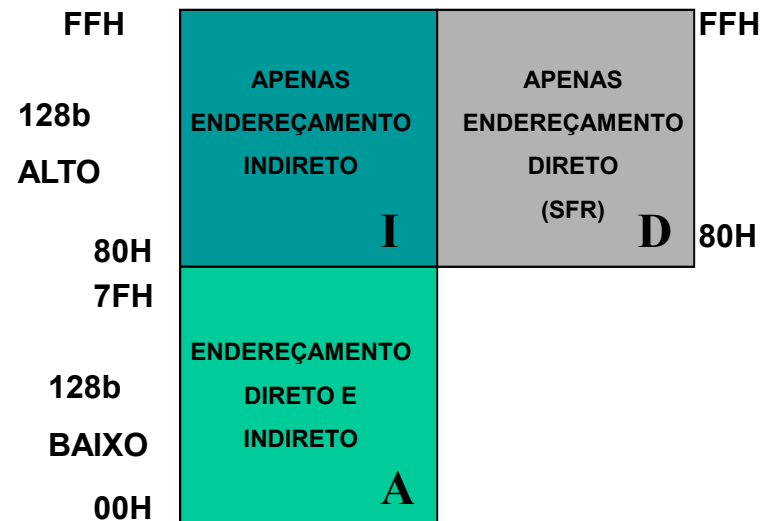 FFH
128b
ALTO
80H
7FH
128b
BAIXO
00H
APENAS
ENDEREÇAMENTO
INDIRETO
I
APENAS
ENDEREÇAMENTO
DIRETO
(SFR)
D
FFH
80H
ENDEREÇAMENTO
DIRETO E
INDIRETO
A